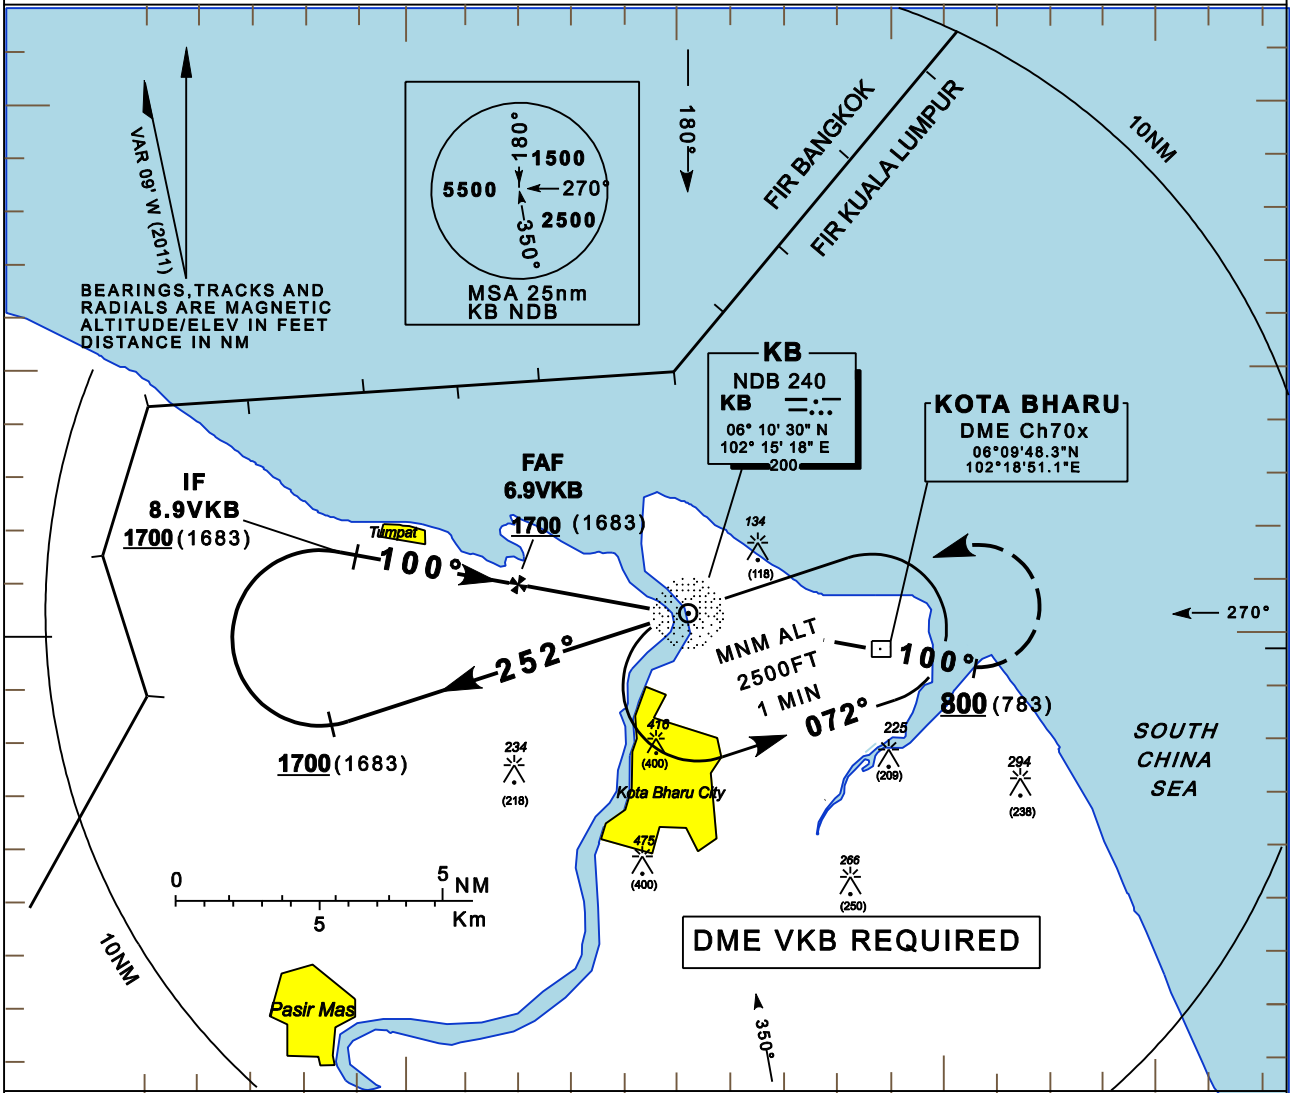 10NM
FIR BANGKOK
FIR KUALA LUMPUR
180°
VAR 09' W (2011)
BEARINGS,TRACKS AND
RADIALS ARE MAGNETIC
ALTITUDE/ELEV IN FEET
DISTANCE IN NM
180°
1500
5500
270°
2500
350°
MSA 25nm
KB NDB
KB
NDB 240
KB
06° 10' 30" N
102° 15' 18" E
200
KOTA BHARU
DME Ch70x
06°09'48.3"N
102°18'51.1"E
IF
8.9VKB
1700(1683)
FAF
6.9VKB
1700 (1683)
Tumpat
100°
134
(118)
270°
252°
MNM ALT
2500FT
1 MIN
072°
100°
800(783)
1700(1683)
416
(400)
Kota Bharu City
475
(400)
234
(218)
225
(209)
294
(238)
266
(250)
SOUTH
CHINA
SEA
0
5
NM
5
Km
DME VKB REQUIRED
10NM
Pasir Mas
350°